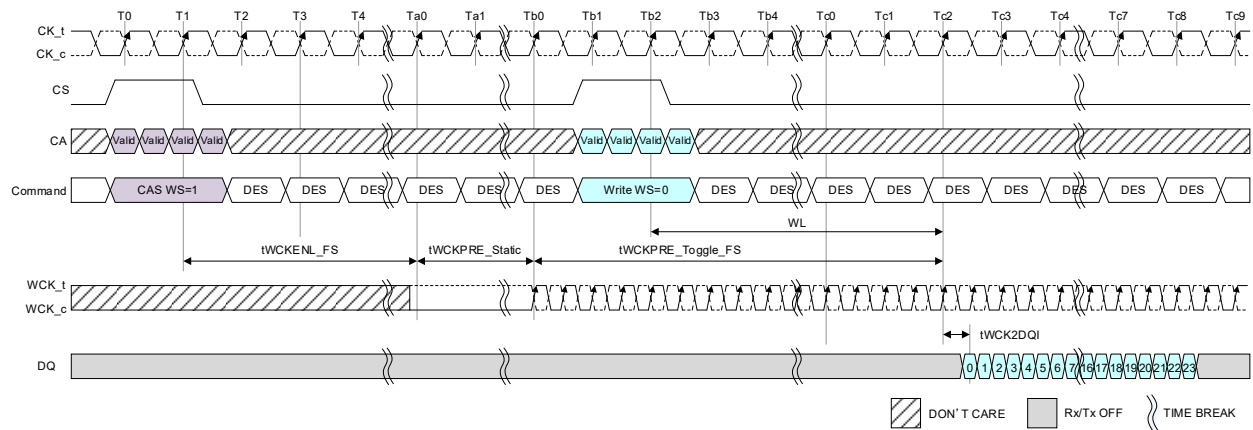 T0 T1 T2 T3 T4 Ta0 Ta1 Tb0 Tb1 Tb2 Tb3 Tb4 Tc0 Tc1 Tc2 Tc3 Tc4 Tc7 Tc8 Tc9
CK_t
CK_c
CS
CA Valid Valid Valid Valid Valid Valid Valid Valid
Command CAS WS=1 DES DES DES DES DES DES Write WS=0 DES DES DES DES DES DES DES DES DES
WL
tWCKENL_FS tWCKPRE_Static tWCKPRE_Toggle_FS
WCK_t
WCK_c
tWCK2DQI
DQ 0 1 2 3 4 5 6 7 16 17 18 19 20 21 22 23
DON'T CARE Rx/Tx OFF TIME BREAK